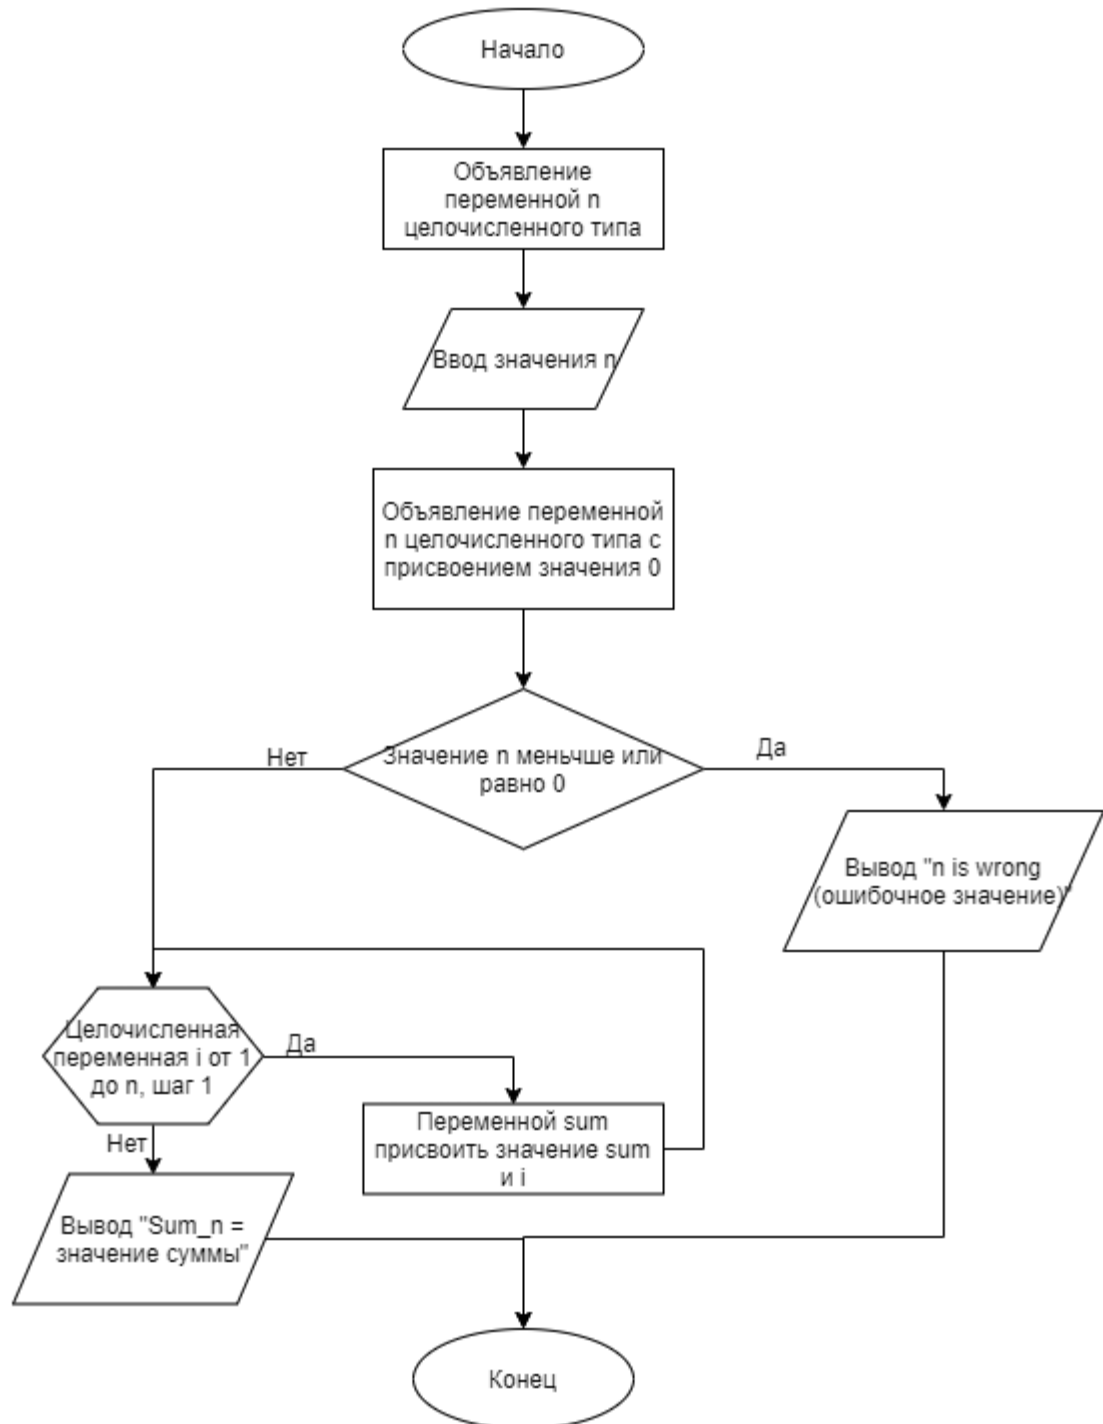 Начало
Объявление
переменной n
целочисленного типа
Ввод значения n
Объявление переменной
n целочисленного типа с
присвоением значения 0
Значение n меньчше или
равно 0
Нет
Да
Вывод "n is wrong
(ошибочное значение)"
Целочисленная
переменная i от 1
до n, шаг 1
Да
Переменной sum
присвоить значение sum
и i
Нет
Вывод "Sum_n =
значение суммы"
Конец